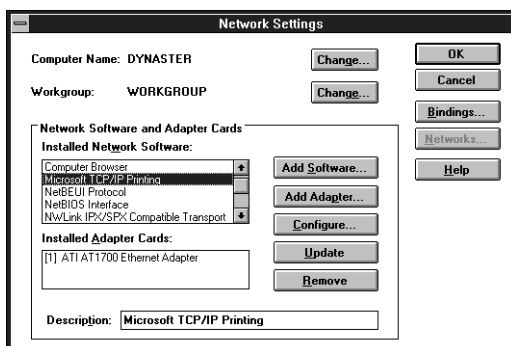 Network Settings
Computer Name: DYNASTER
Change...
OK
Cancel
Workgroup: WORKGROUP
Change...
Bindings...
Networks...
Help
Network Software and Adapter Cards
Installed Network Software:
Computer Browser
Microsoft TCP/IP Printing
NetBEUI Protocol
NetBIOS Interface
NWLink IPX/SPX Compatible Transport
Add Software...
Add Adapter...
Configure...
Update
Remove
Installed Adapter Cards:
[1] ATI AT1700 Ethernet Adapter
Description: Microsoft TCP/IP Printing